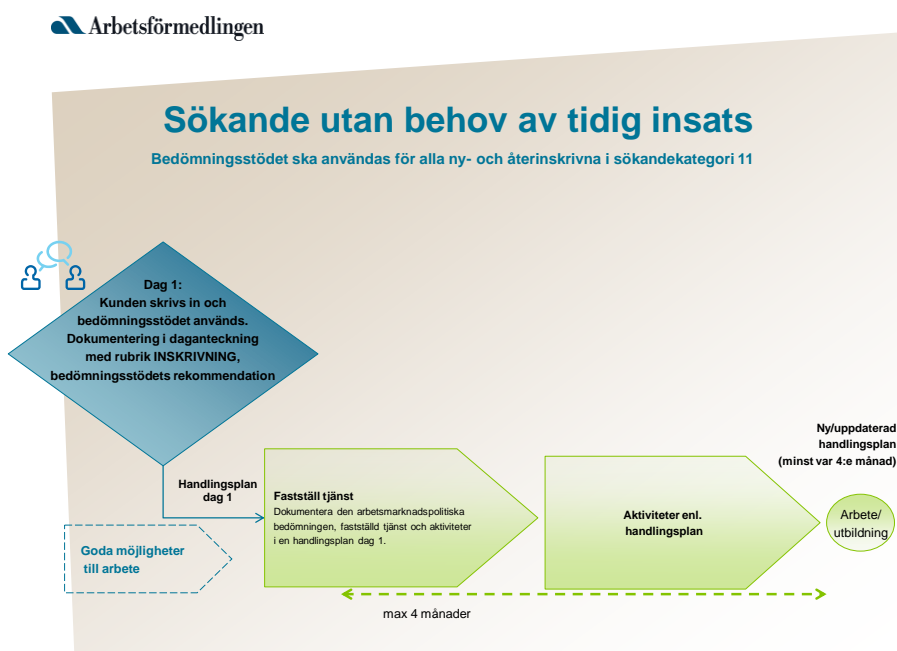 Arbetsförmedlingen
Sökande utan behov av tidig insats
Bedömningsstödet ska användas för alla ny- och återinskrivna i sökandekategori 11
Dag 1:
Kunden skrivs in och
bedömningsstödet används.
Dokumentering i daganteckning
med rubrik INSKRIVNING,
bedömningsstödets rekommendation
Handlingsplan
dag 1
Goda möjligheter
till arbete
Fastställ tjänst
Dokumentera den arbetsmarknadspolitiska
bedömningen, fastställd tjänst och aktiviteter
i en handlingsplan dag 1.
Aktiviteter enl.
handlingsplan
Ny/uppdaterad
handlingsplan
(minst var 4:e månad)
Arbete/
utbildning
max 4 månader